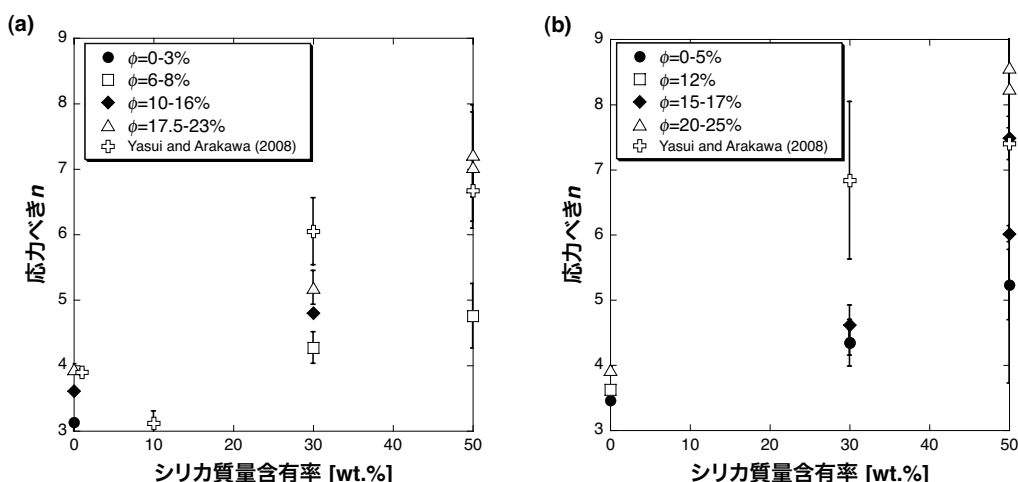 (a)
9
8
7
6
5
4
3
応力べきn
ϕ=0-3%
ϕ=6-8%
ϕ=10-16%
ϕ=17.5-23%
Yasui and Arakawa (2008)
0 10 20 30 40 50
シリカ質量含有率 [wt.%]
(b)
9
8
7
6
5
4
3
応力べきn
ϕ=0-5%
ϕ=12%
ϕ=15-17%
ϕ=20-25%
Yasui and Arakawa (2008)
0 10 20 30 40 50
シリカ質量含有率 [wt.%]